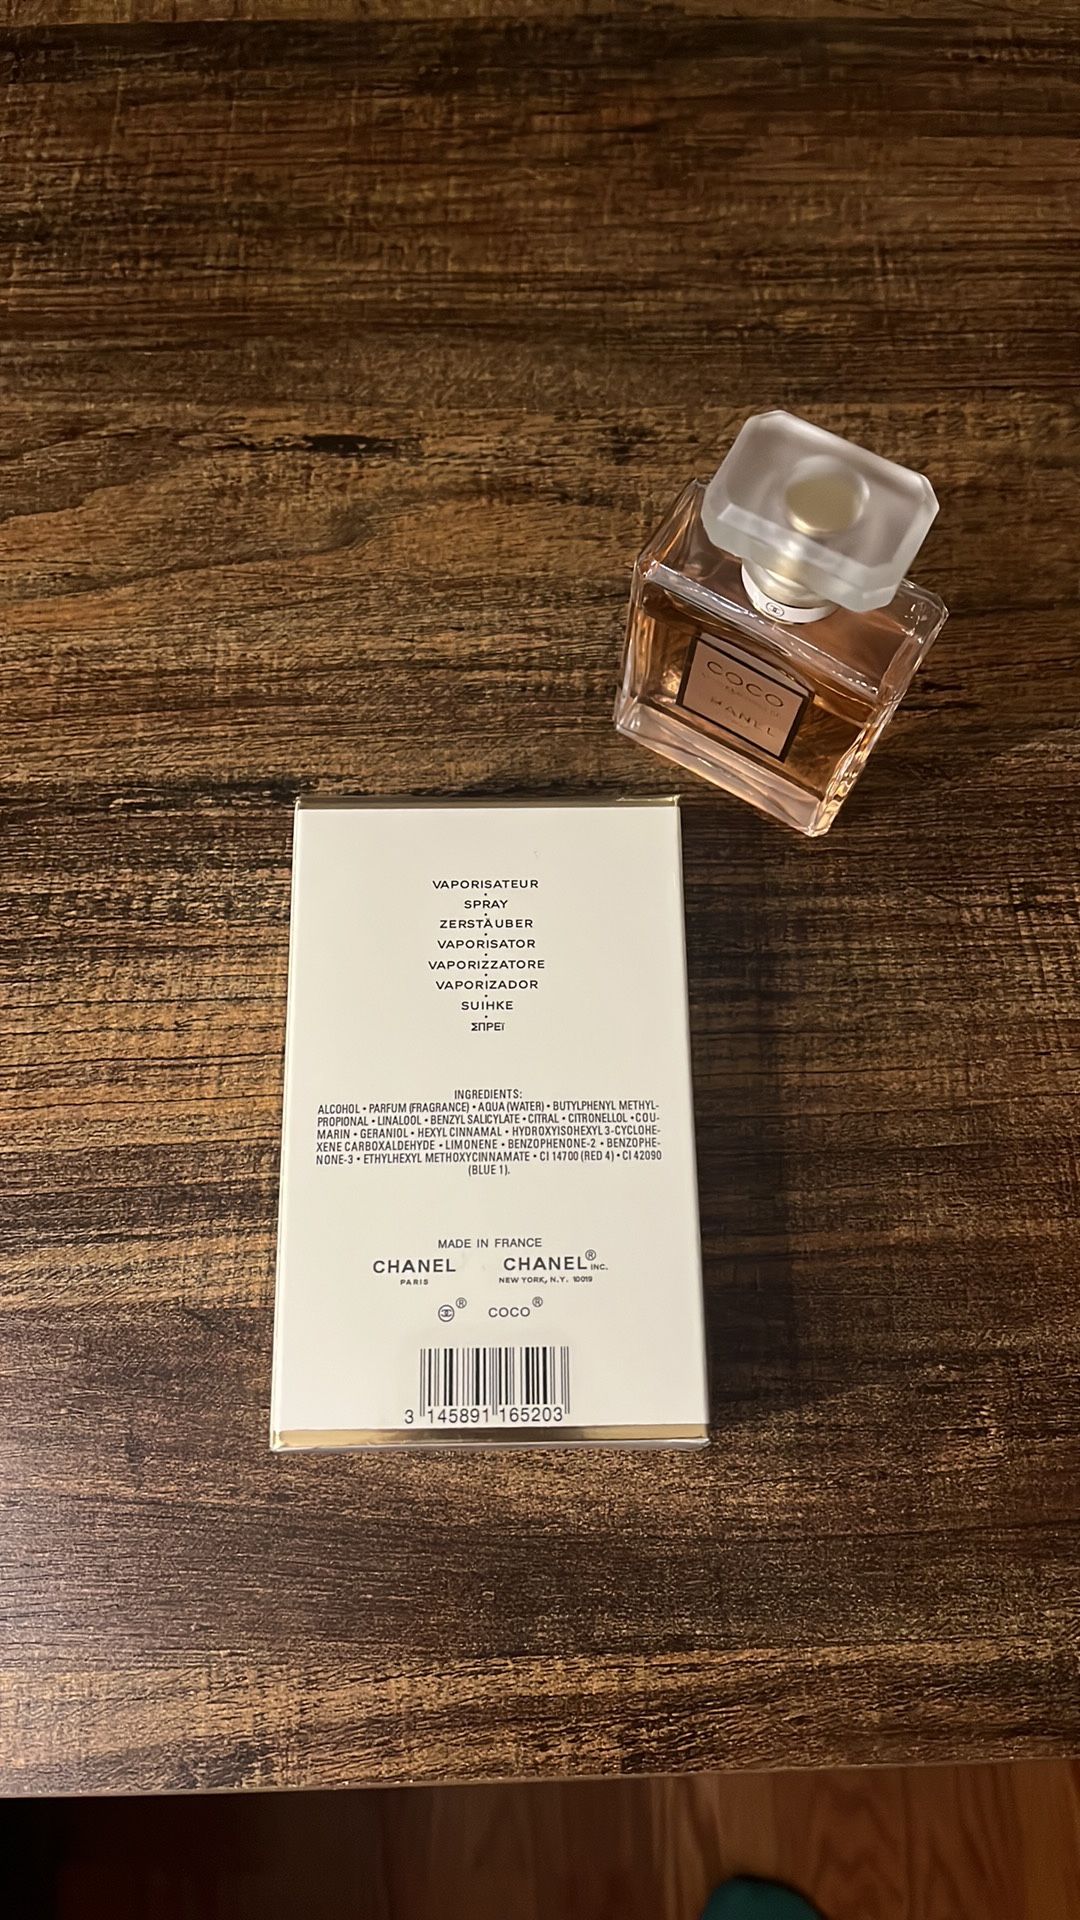 COCO
VAPORISATEUR
SPRAY
ZERSTÄUBER
VAPORISATOR
VAPORIZZATORE
VAPORIZADOR
SUIHKE
ΣΠΡΕΪ
INGREDIENTS:
ALCOHOL • PARFUM (FRAGRANCE) • AQUA (WATER) • BUTYLPHENYL METHYL-
PROPIONAL • LINALOOL • BENZYL SALICYLATE • CITRAL • CITRONELLOL • COU-
MARIN • GERANIOL • HEXYL CINNAMAL • HYDROXYISOHEXYL 3-CYCLOHE-
XENE CARBOXALDEHYDE • LIMONENE • BENZOPHENONE-2 • BENZOPHE-
NONE-3 • ETHYLHEXYL METHOXYCINNAMATE • CI 14700 (RED 4) • CI 42090
(BLUE 1).
MADE IN FRANCE
CHANEL CHANEL® INC.
PARIS NEW YORK, N.Y. 10019
® COCO®
3 145891 165203